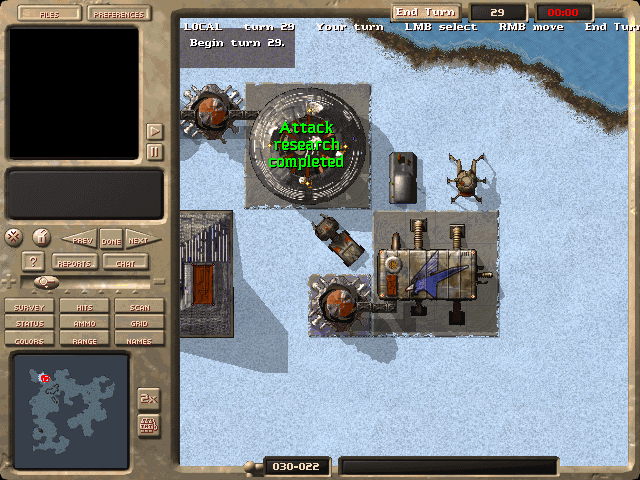 FILES PREFERENCES End Turn 29 00:00
LOCAL turn 29 Your turn LMB select RMB move End Turn
Begin turn 29.
Attack
research
completed
PREV DONE NEXT
? REPORTS CHAT
SURVEY HITS SCAN
STATUS AMMO GRID
COLORS RANGE NAMES
2x
030-022